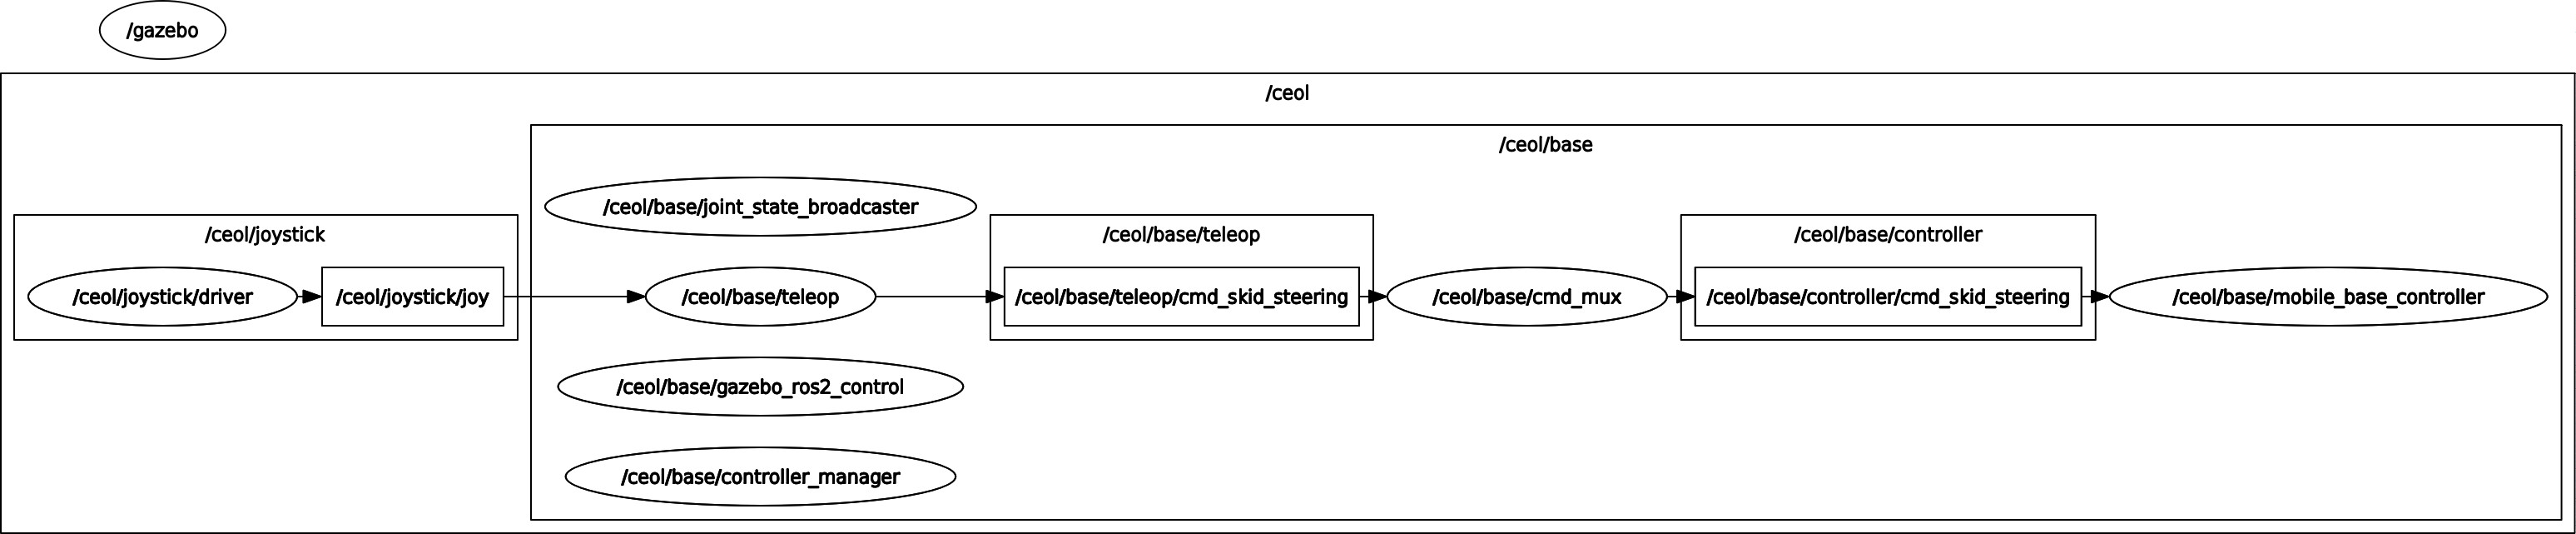 /gazebo
/ceol
/ceol/base
/ceol/joystick
/ceol/joystick/driver
/ceol/joystick/joy
/ceol/base/joint_state_broadcaster
/ceol/base/teleop
/ceol/base/gazebo_ros2_control
/ceol/base/controller_manager
/ceol/base/teleop
/ceol/base/teleop/cmd_skid_steering
/ceol/base/cmd_mux
/ceol/base/controller
/ceol/base/controller/cmd_skid_steering
/ceol/base/mobile_base_controller